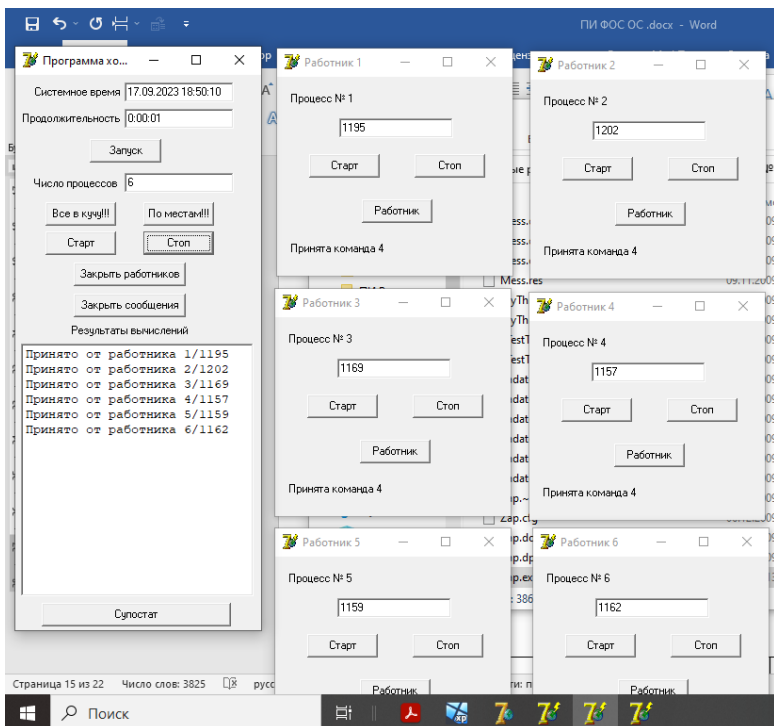 ПИ ФОС ОС .docx - Word
Программа хо...
Системное время 17.09.2023 18:50:10
Продолжительность 0:00:01
Запуск
Число процессов 6
Все в кучу!!! По местам!!!
Старт Стоп
Закрыть работников
Закрыть сообщения
Результаты вычислений
Принято от работника 1/1195
Принято от работника 2/1202
Принято от работника 3/1169
Принято от работника 4/1157
Принято от работника 5/1159
Принято от работника 6/1162
Супостат
Работник 1
Процесс № 1
1195
Старт Стоп
Работник
Принята команда 4
Работник 2
Процесс № 2
1202
Старт Стоп
Работник
Принята команда 4
Mess.res
Работник 3
Процесс № 3
1169
Старт Стоп
Работник
Принята команда 4
Работник 4
Процесс № 4
1157
Старт Стоп
Работник
Принята команда 4
Работник 5
Процесс № 5
1159
Старт Стоп
Работник
Работник 6
Процесс № 6
1162
Старт Стоп
Работник
Страница 15 из 22 Число слов: 3825 русс
Поиск